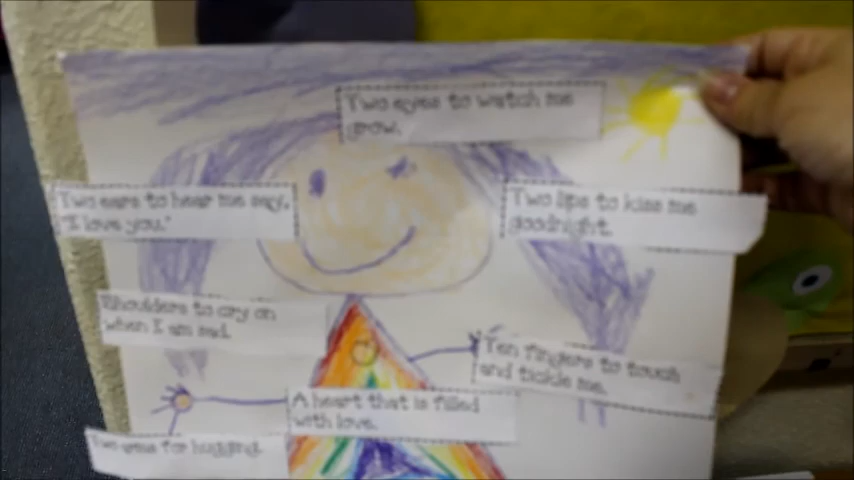 Two eyes to watch me
grow.
Two ears to hear me say,
"I love you."
Two lips to kiss me
goodnight.
Shoulders to cry on
when I am sad.
Ten fingers to touch
and tickle me.
A heart that is filled
with love.
Two arms for hugging.